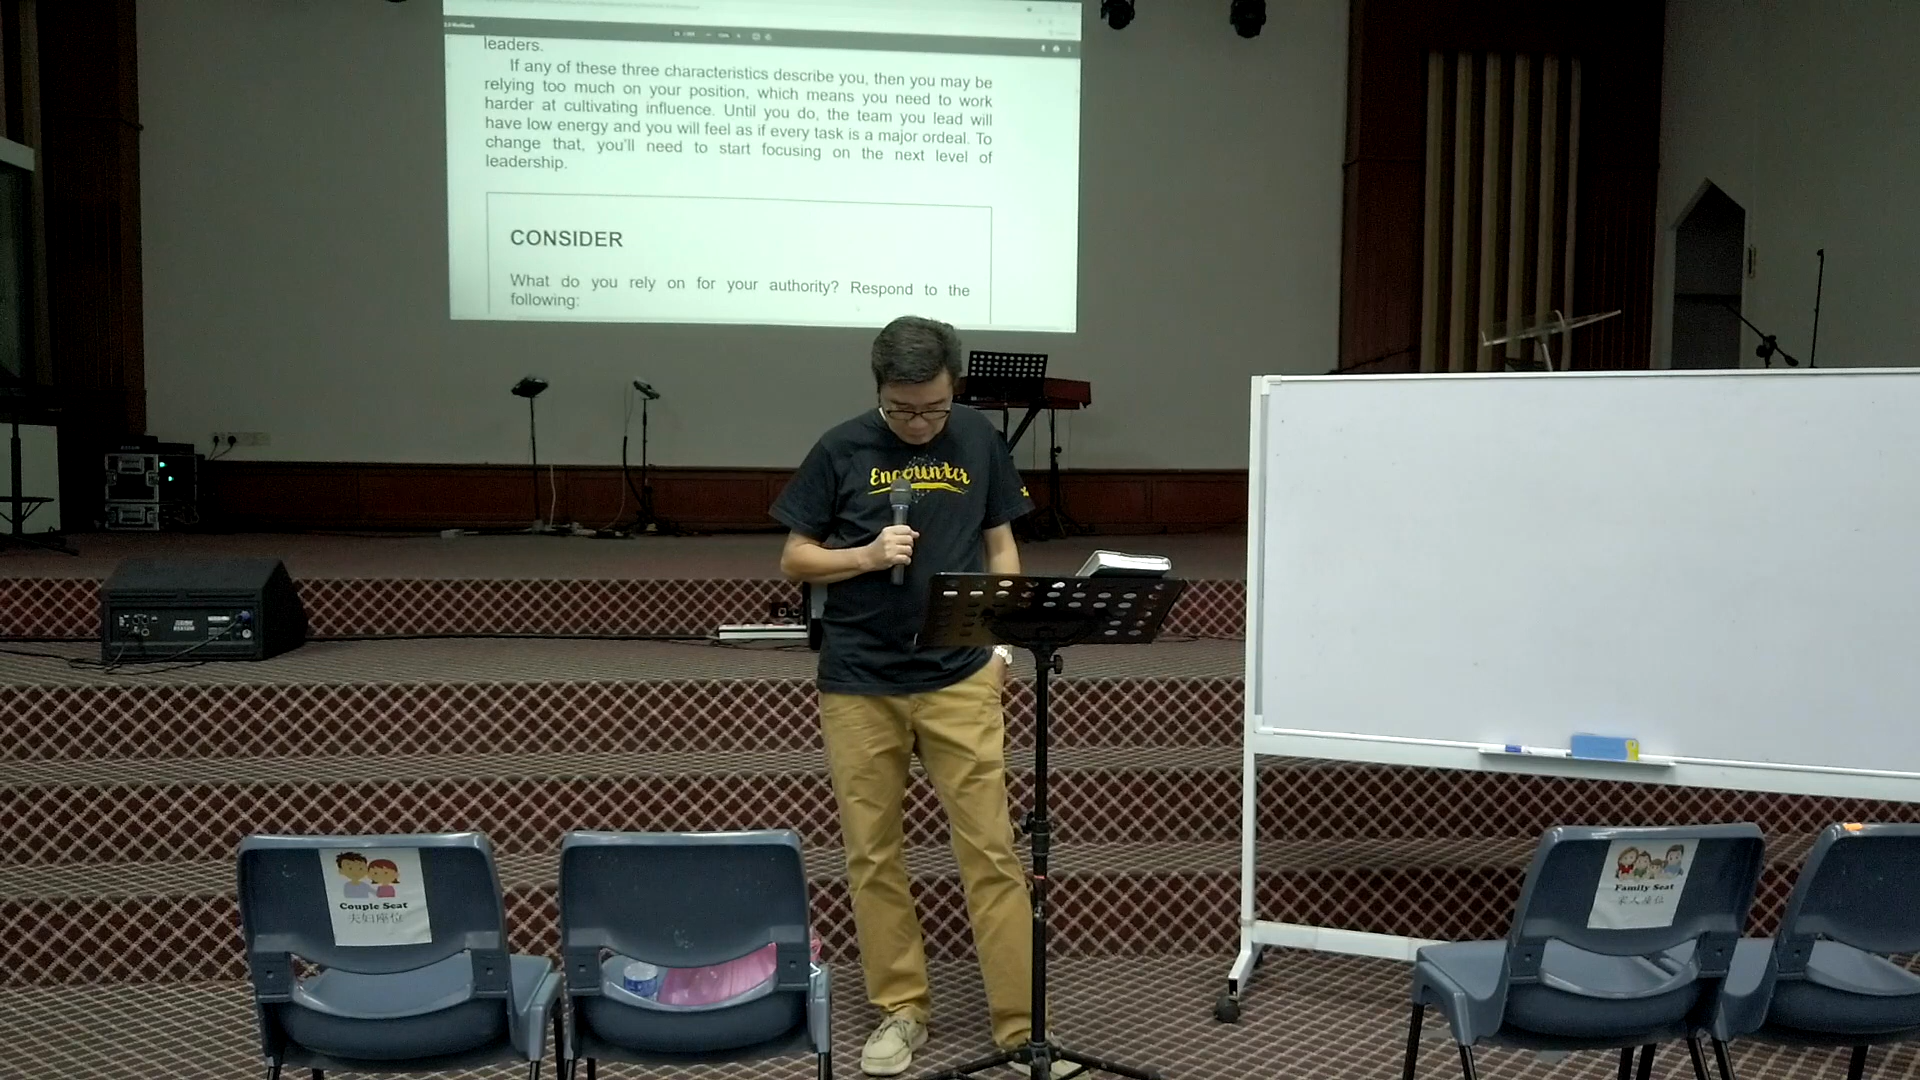 leaders.
If any of these three characteristics describe you, then you may be
relying too much on your position, which means you need to work
harder at cultivating influence. Until you do, the team you lead will
have low energy and you will feel as if every task is a major ordeal. To
change that, you'll need to start focusing on the next level of
leadership.
CONSIDER
What do you rely on for your authority? Respond to the
following:
Encounter
Couple Seat
夫妇座位
Family Seat
家人座位